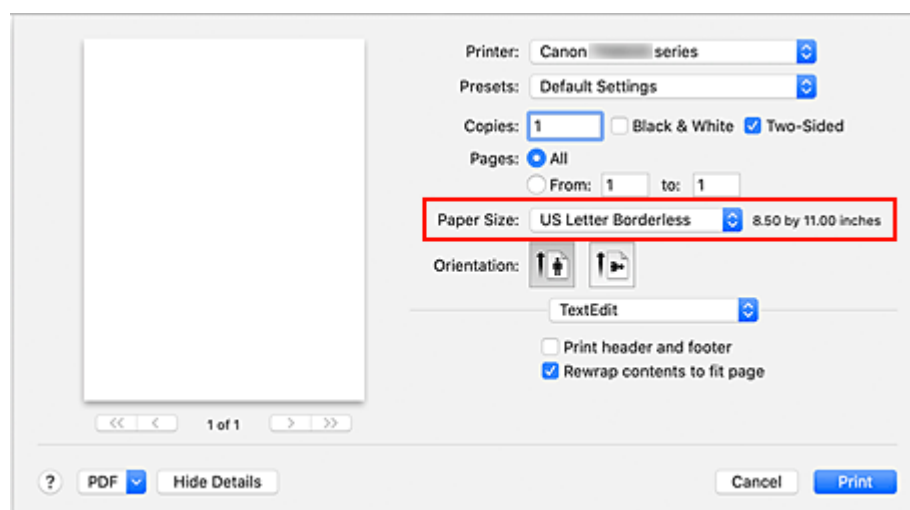 Printer: Canon series
Presets: Default Settings
Copies: 1 Black & White Two-Sided
Pages: All
From: 1 to: 1
Paper Size: US Letter Borderless 8.50 by 11.00 inches
Orientation:
TextEdit
Print header and footer
Rewrap contents to fit page
<< < 1 of 1 > >>
? PDF Hide Details Cancel Print